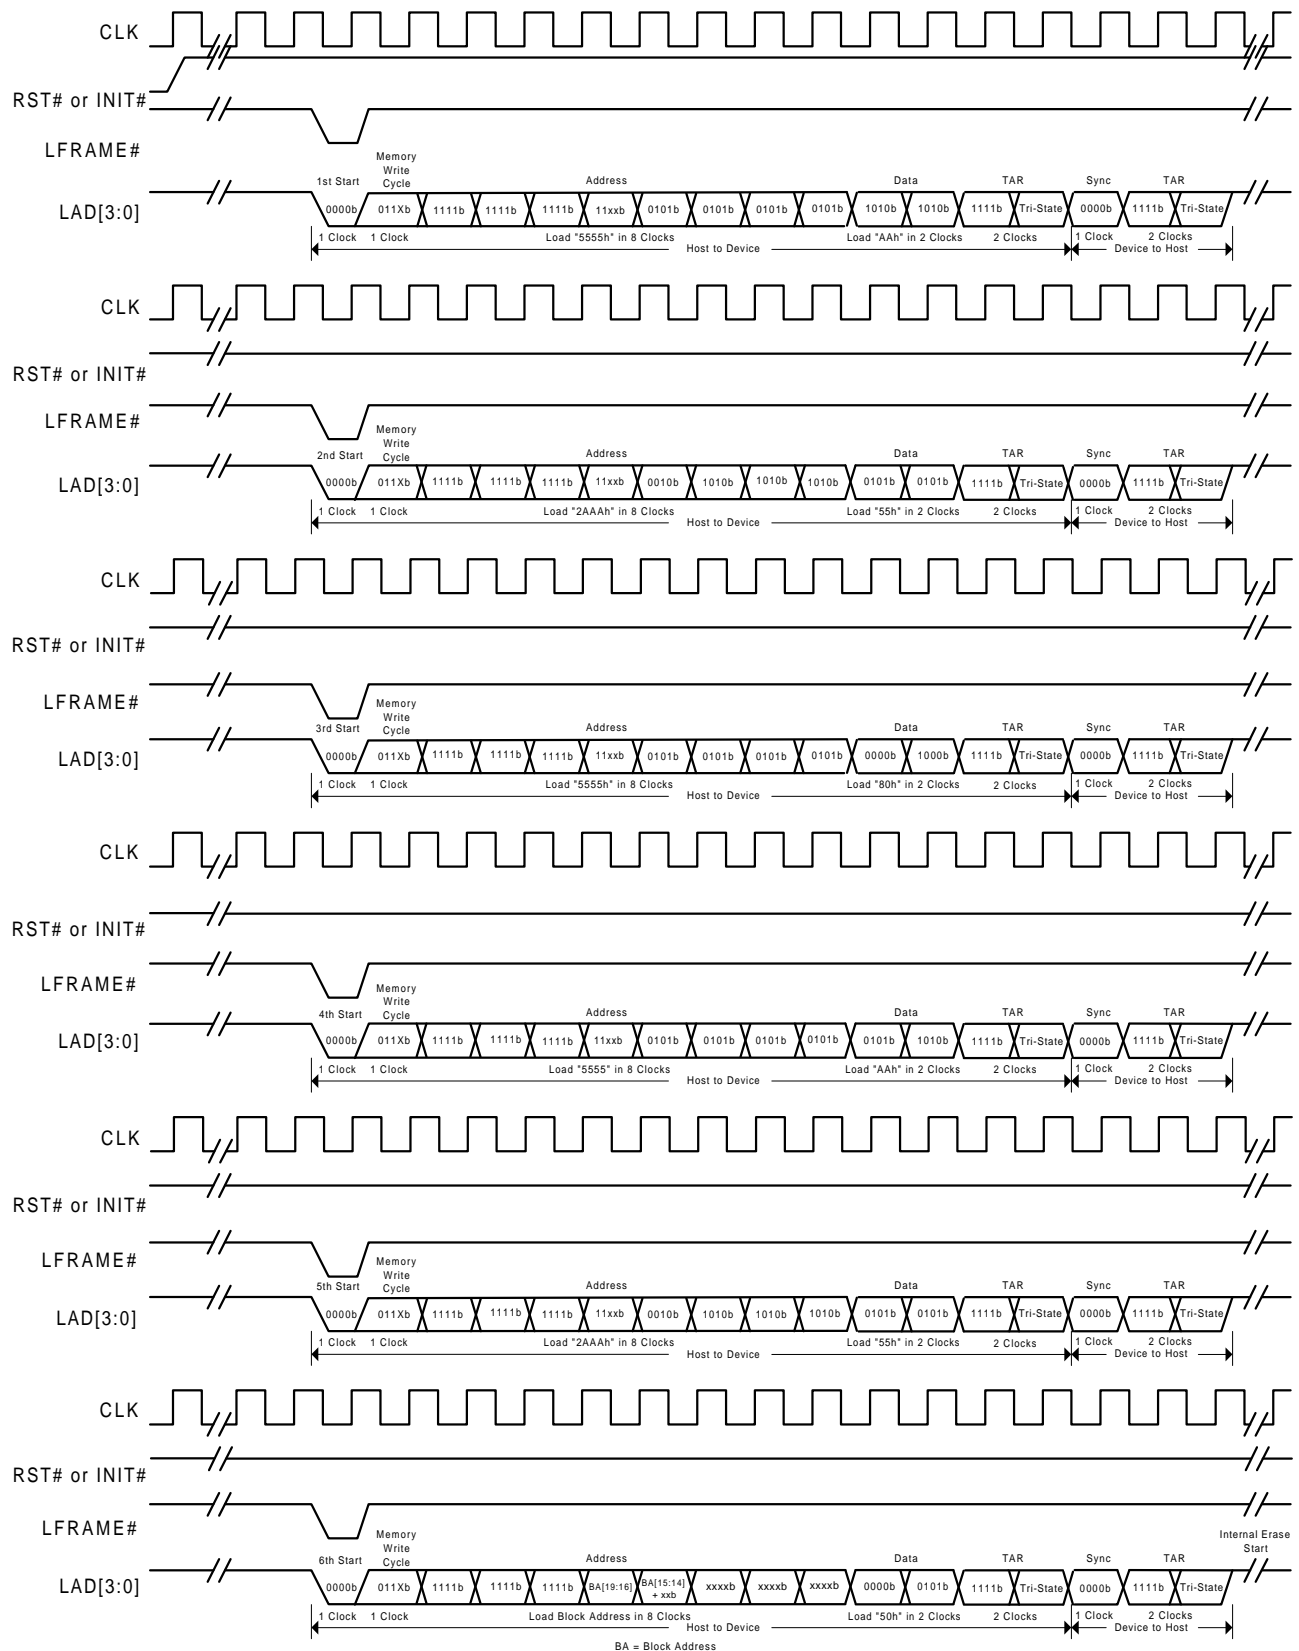 CLK
RST# or INIT#
LFRAME#
Memory
Write
Cycle
1st Start Address Data TAR Sync TAR
LAD[3:0] 0000b 011Xb 1111b 1111b 1111b 11xxb 0101b 0101b 0101b 0101b 1010b 1010b 1111b Tri-State 0000b 1111b Tri-State
1 Clock 1 Clock Load "5555h" in 8 Clocks Load "AAh" in 2 Clocks 2 Clocks 1 Clock 2 Clocks
Host to Device Device to Host
CLK
RST# or INIT#
LFRAME#
Memory
Write
Cycle
2nd Start Address Data TAR Sync TAR
LAD[3:0] 0000b 011Xb 1111b 1111b 1111b 11xxb 0010b 1010b 1010b 1010b 0101b 0101b 1111b Tri-State 0000b 1111b Tri-State
1 Clock 1 Clock Load "2AAAh" in 8 Clocks Load "55h" in 2 Clocks 2 Clocks 1 Clock 2 Clocks
Host to Device Device to Host
CLK
RST# or INIT#
LFRAME#
Memory
Write
Cycle
3rd Start Address Data TAR Sync TAR
LAD[3:0] 0000b 011Xb 1111b 1111b 1111b 11xxb 0101b 0101b 0101b 0101b 0000b 1000b 1111b Tri-State 0000b 1111b Tri-State
1 Clock 1 Clock Load "5555h" in 8 Clocks Load "80h" in 2 Clocks 2 Clocks 1 Clock 2 Clocks
Host to Device Device to Host
CLK
RST# or INIT#
LFRAME#
Memory
Write
Cycle
4th Start Address Data TAR Sync TAR
LAD[3:0] 0000b 011Xb 1111b 1111b 1111b 11xxb 0101b 0101b 0101b 0101b 0101b 1010b 1111b Tri-State 0000b 1111b Tri-State
1 Clock 1 Clock Load "5555" in 8 Clocks Load "AAh" in 2 Clocks 2 Clocks 1 Clock 2 Clocks
Host to Device Device to Host
CLK
RST# or INIT#
LFRAME#
Memory
Write
Cycle
5th Start Address Data TAR Sync TAR
LAD[3:0] 0000b 011Xb 1111b 1111b 1111b 11xxb 0010b 1010b 1010b 1010b 0101b 0101b 1111b Tri-State 0000b 1111b Tri-State
1 Clock 1 Clock Load "2AAAh" in 8 Clocks Load "55h" in 2 Clocks 2 Clocks 1 Clock 2 Clocks
Host to Device Device to Host
CLK
RST# or INIT#
LFRAME#
Memory
Write
Cycle
Internal Erase
Start
6th Start Address Data TAR Sync TAR
LAD[3:0] 0000b 011Xb 1111b 1111b 1111b BA[19:16] BA[15:14] + xxb xxxxb xxxxb xxxxb 0000b 0101b 1111b Tri-State 0000b 1111b Tri-State
1 Clock 1 Clock Load Block Address in 8 Clocks Load "50h" in 2 Clocks 2 Clocks 1 Clock 2 Clocks
Host to Device Device to Host
BA = Block Address